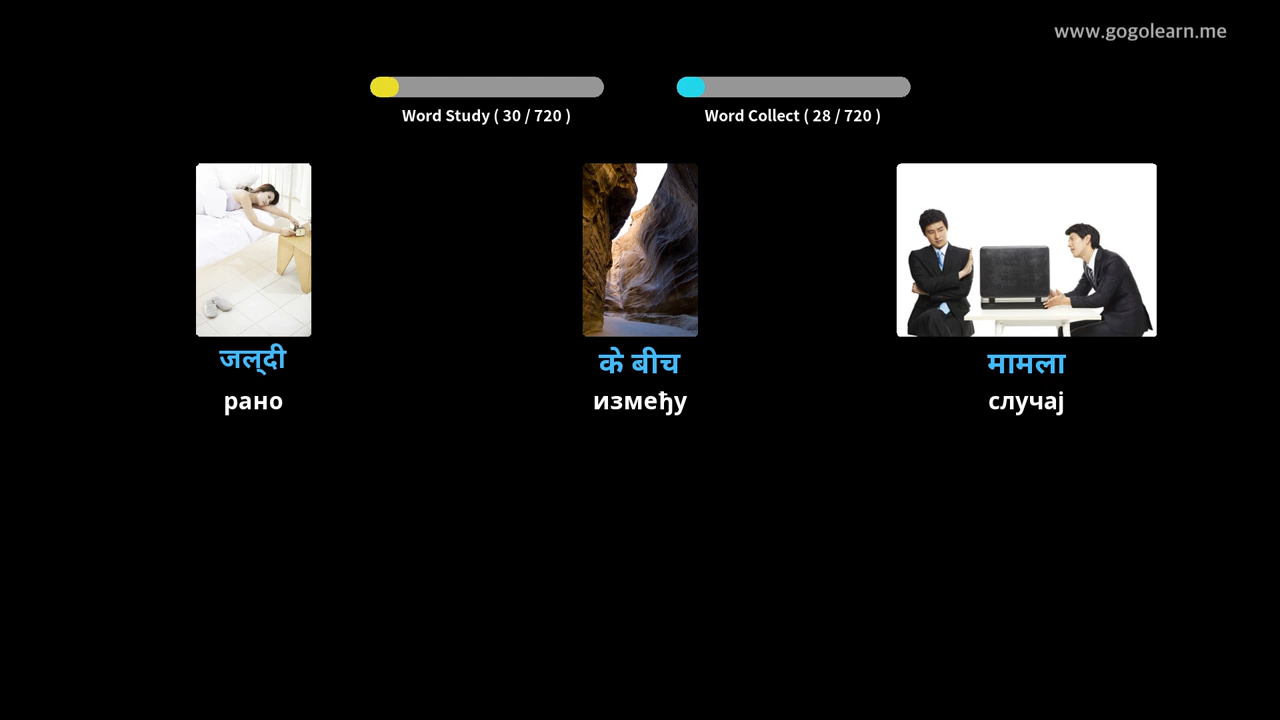 www.gogolearn.me
Word Study ( 30 / 720 )
Word Collect ( 28 / 720 )
जल्दी
के बीच
मामला
рано
између
случај